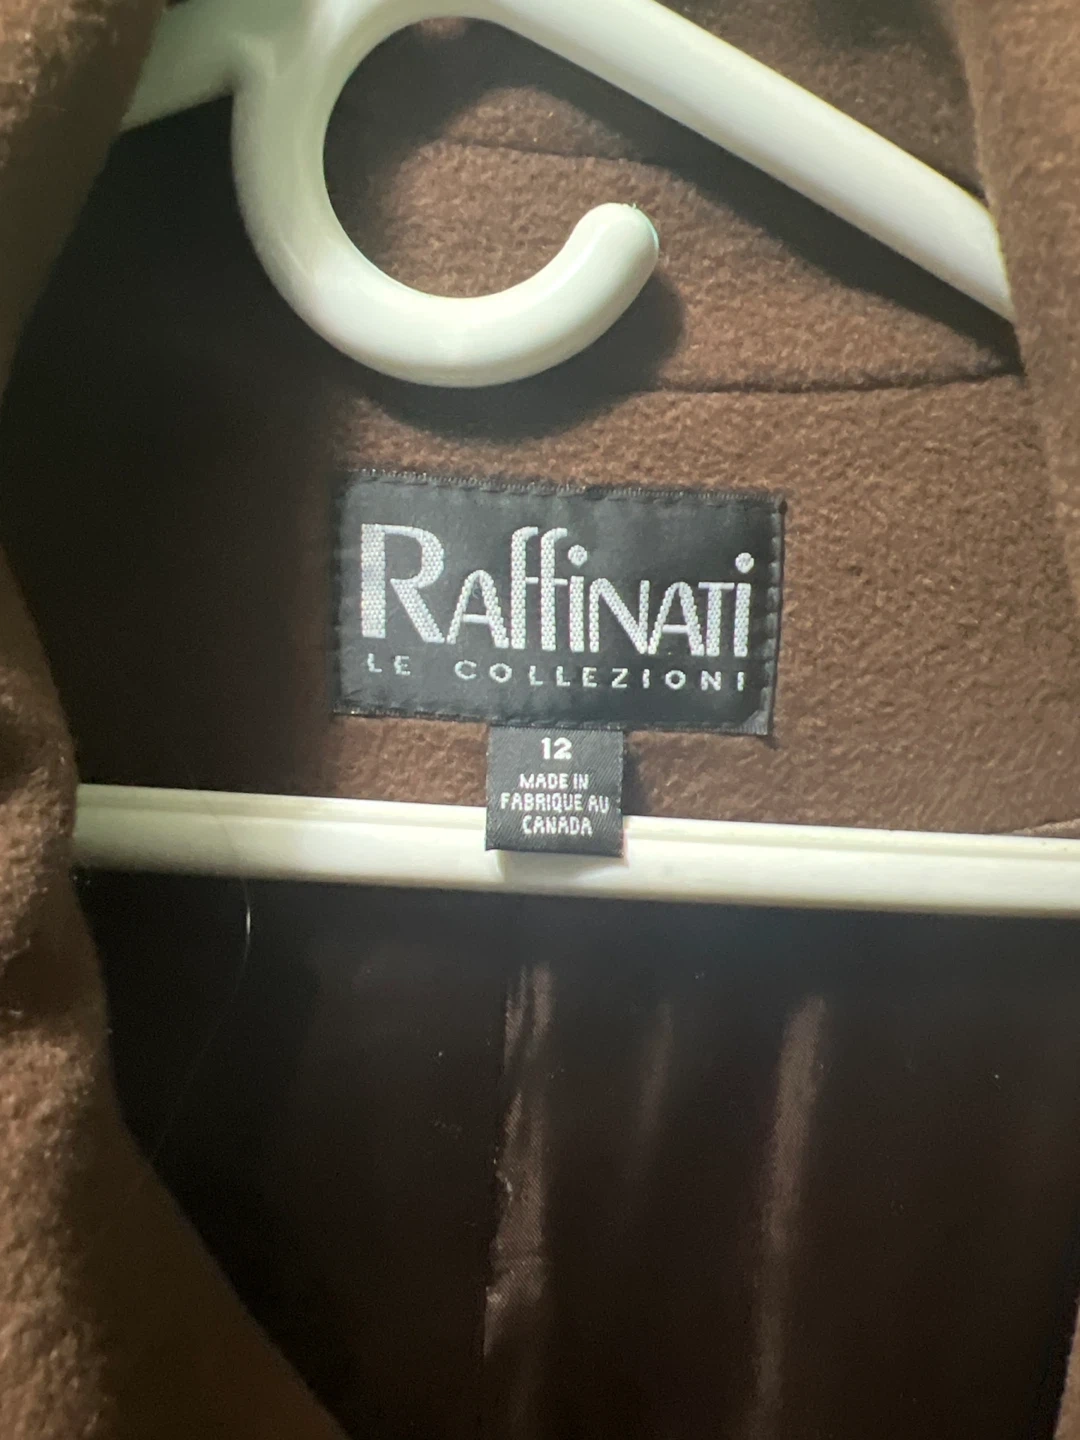 RAffiNATi
LE COLLEZIONI
12
MADE IN
FABRIQUE AU
CANADA